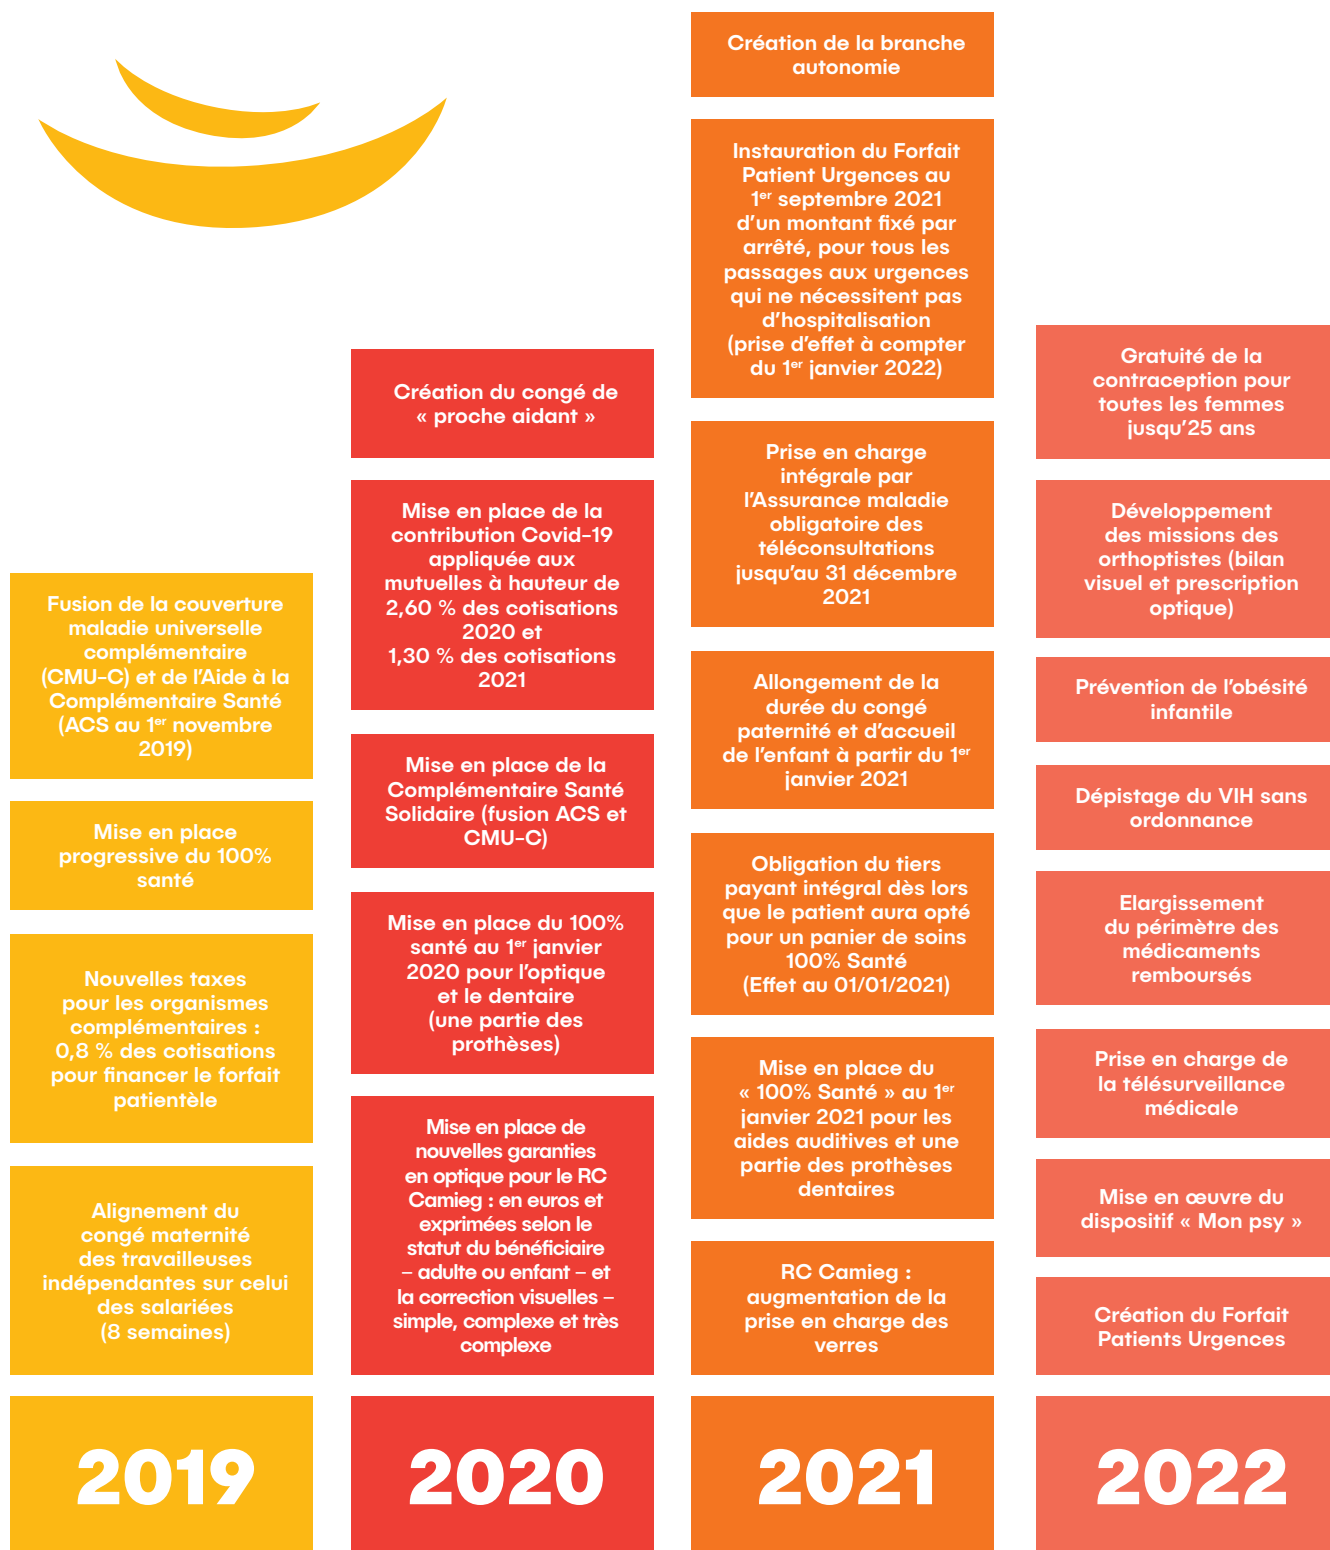 Fusion de la couverture
maladie universelle
complémentaire
(CMU-C) et de l'Aide à la
Complémentaire Santé
(ACS au 1er novembre
2019)
Mise en place
progressive du 100%
santé
Nouvelles taxes
pour les organismes
complémentaires :
0,8 % des cotisations
pour financer le forfait
patientèle
Alignement du
congé maternité
des travailleuses
indépendantes sur celui
des salariées
(8 semaines)
2019
Création du congé de
« proche aidant »
Mise en place de la
contribution Covid-19
appliquée aux
mutuelles à hauteur de
2,60 % des cotisations
2020 et
1,30 % des cotisations
2021
Mise en place de la
Complémentaire Santé
Solidaire (fusion ACS et
CMU-C)
Mise en place du 100%
santé au 1er janvier
2020 pour l'optique
et le dentaire
(une partie des
prothèses)
Mise en place de
nouvelles garanties
en optique pour le RC
Camieg : en euros et
exprimées selon le
statut du bénéficiaire
– adulte ou enfant – et
la correction visuelles –
simple, complexe et très
complexe
2020
Création de la branche
autonomie
Instauration du Forfait
Patient Urgences au
1er septembre 2021
d'un montant fixé par
arrêté, pour tous les
passages aux urgences
qui ne nécessitent pas
d'hospitalisation
(prise d'effet à compter
du 1er janvier 2022)
Prise en charge
intégrale par
l'Assurance maladie
obligatoire des
téléconsultations
jusqu'au 31 décembre
2021
Allongement de la
durée du congé
paternité et d'accueil
de l'enfant à partir du 1er
janvier 2021
Obligation du tiers
payant intégral dès lors
que le patient aura opté
pour un panier de soins
100% Santé
(Effet au 01/01/2021)
Mise en place du
« 100% Santé » au 1er
janvier 2021 pour les
aides auditives et une
partie des prothèses
dentaires
RC Camieg :
augmentation de la
prise en charge des
verres
2021
Gratuité de la
contraception pour
toutes les femmes
jusqu'25 ans
Développement
des missions des
orthoptistes (bilan
visuel et prescription
optique)
Prévention de l'obésité
infantile
Dépistage du VIH sans
ordonnance
Elargissement
du périmètre des
médicaments
remboursés
Prise en charge de
la télésurveillance
médicale
Mise en œuvre du
dispositif « Mon psy »
Création du Forfait
Patients Urgences
2022